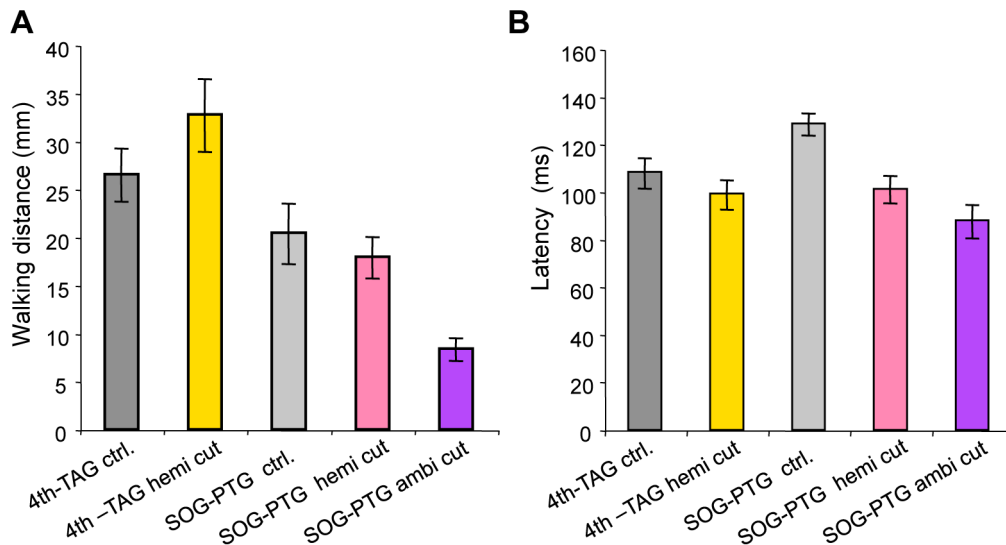 A
Walking distance (mm)
40
35
30
25
20
15
10
5
0
4th-TAG ctrl.
4th –TAG hemi cut
SOG-PTG ctrl.
SOG-PTG hemi cut
SOG-PTG ambi cut
B
Latency (ms)
160
140
120
100
80
60
40
20
0
4th-TAG ctrl.
4th –TAG hemi cut
SOG-PTG ctrl.
SOG-PTG hemi cut
SOG-PTG ambi cut